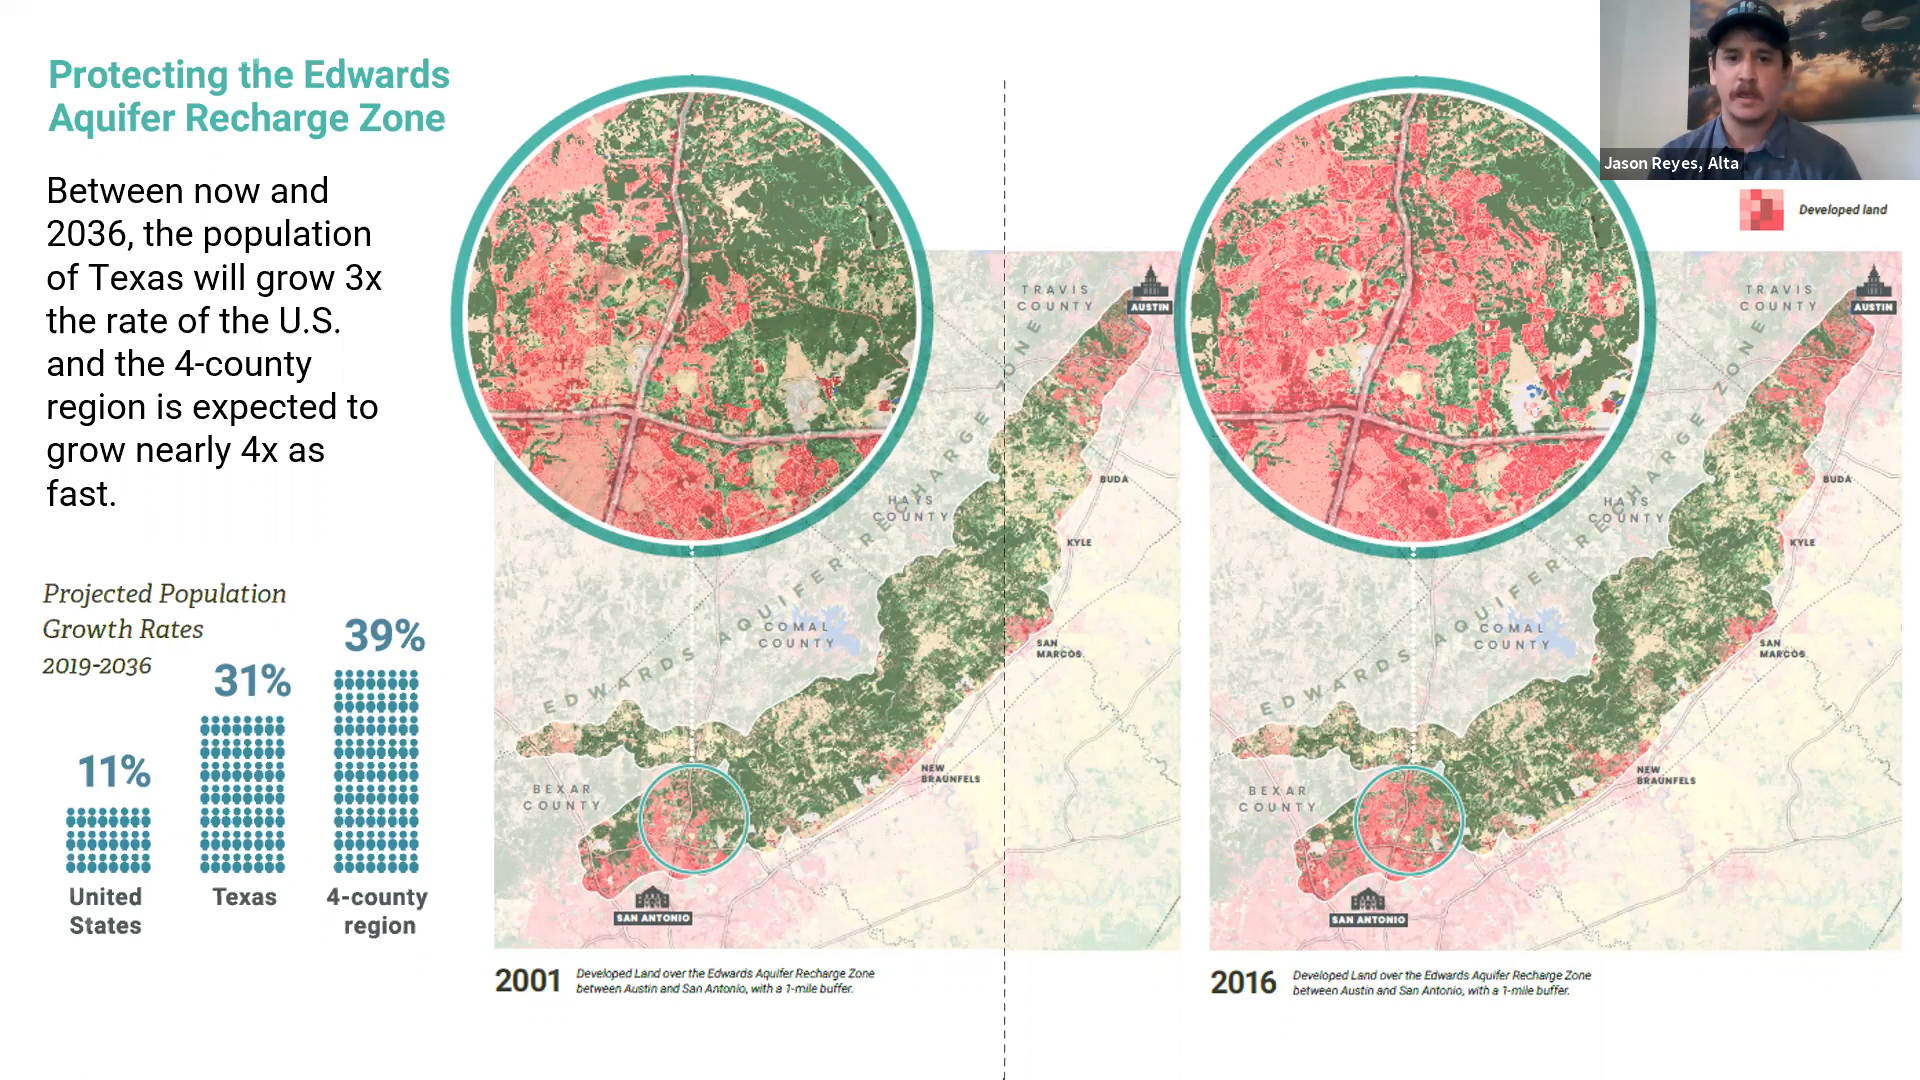 Protecting the Edwards
Aquifer Recharge Zone
Between now and
2036, the population
of Texas will grow 3x
the rate of the U.S.
and the 4-county
region is expected to
grow nearly 4x as
fast.
Projected Population
Growth Rates
2019-2036
11%
31%
39%
United
States
Texas
4-county
region
TRAVIS
COUNTY
AUSTIN
EDWARDS AQUIFER RECHARGE ZONE
HAYS
COUNTY
BUDA
KYLE
COMAL
COUNTY
SAN
MARCOS
NEW
BRAUNFELS
BEXAR
COUNTY
SAN ANTONIO
2001
Developed Land over the Edwards Aquifer Recharge Zone
between Austin and San Antonio, with a 1-mile buffer.
Jason Reyes, Alta
Developed land
TRAVIS
COUNTY
AUSTIN
EDWARDS AQUIFER RECHARGE ZONE
HAYS
COUNTY
BUDA
KYLE
COMAL
COUNTY
SAN
MARCOS
NEW
BRAUNFELS
BEXAR
COUNTY
SAN ANTONIO
2016
Developed Land over the Edwards Aquifer Recharge Zone
between Austin and San Antonio, with a 1-mile buffer.